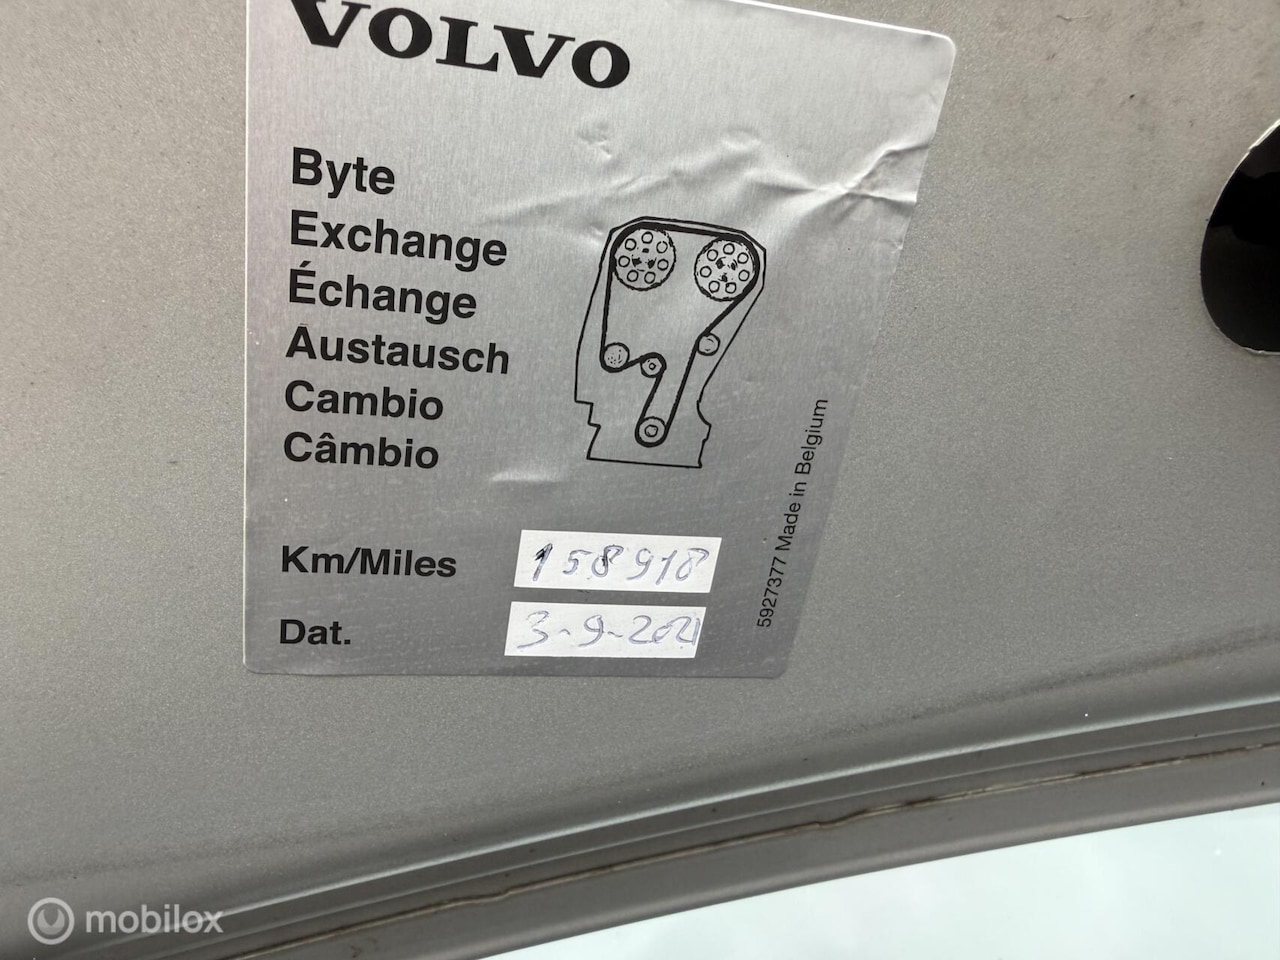 VOLVO
Byte
Exchange
Échange
Austausch
Cambio
Câmbio
Km/Miles 158918
Dat. 3-9-2021
5927377 Made in Belgium
mobilox